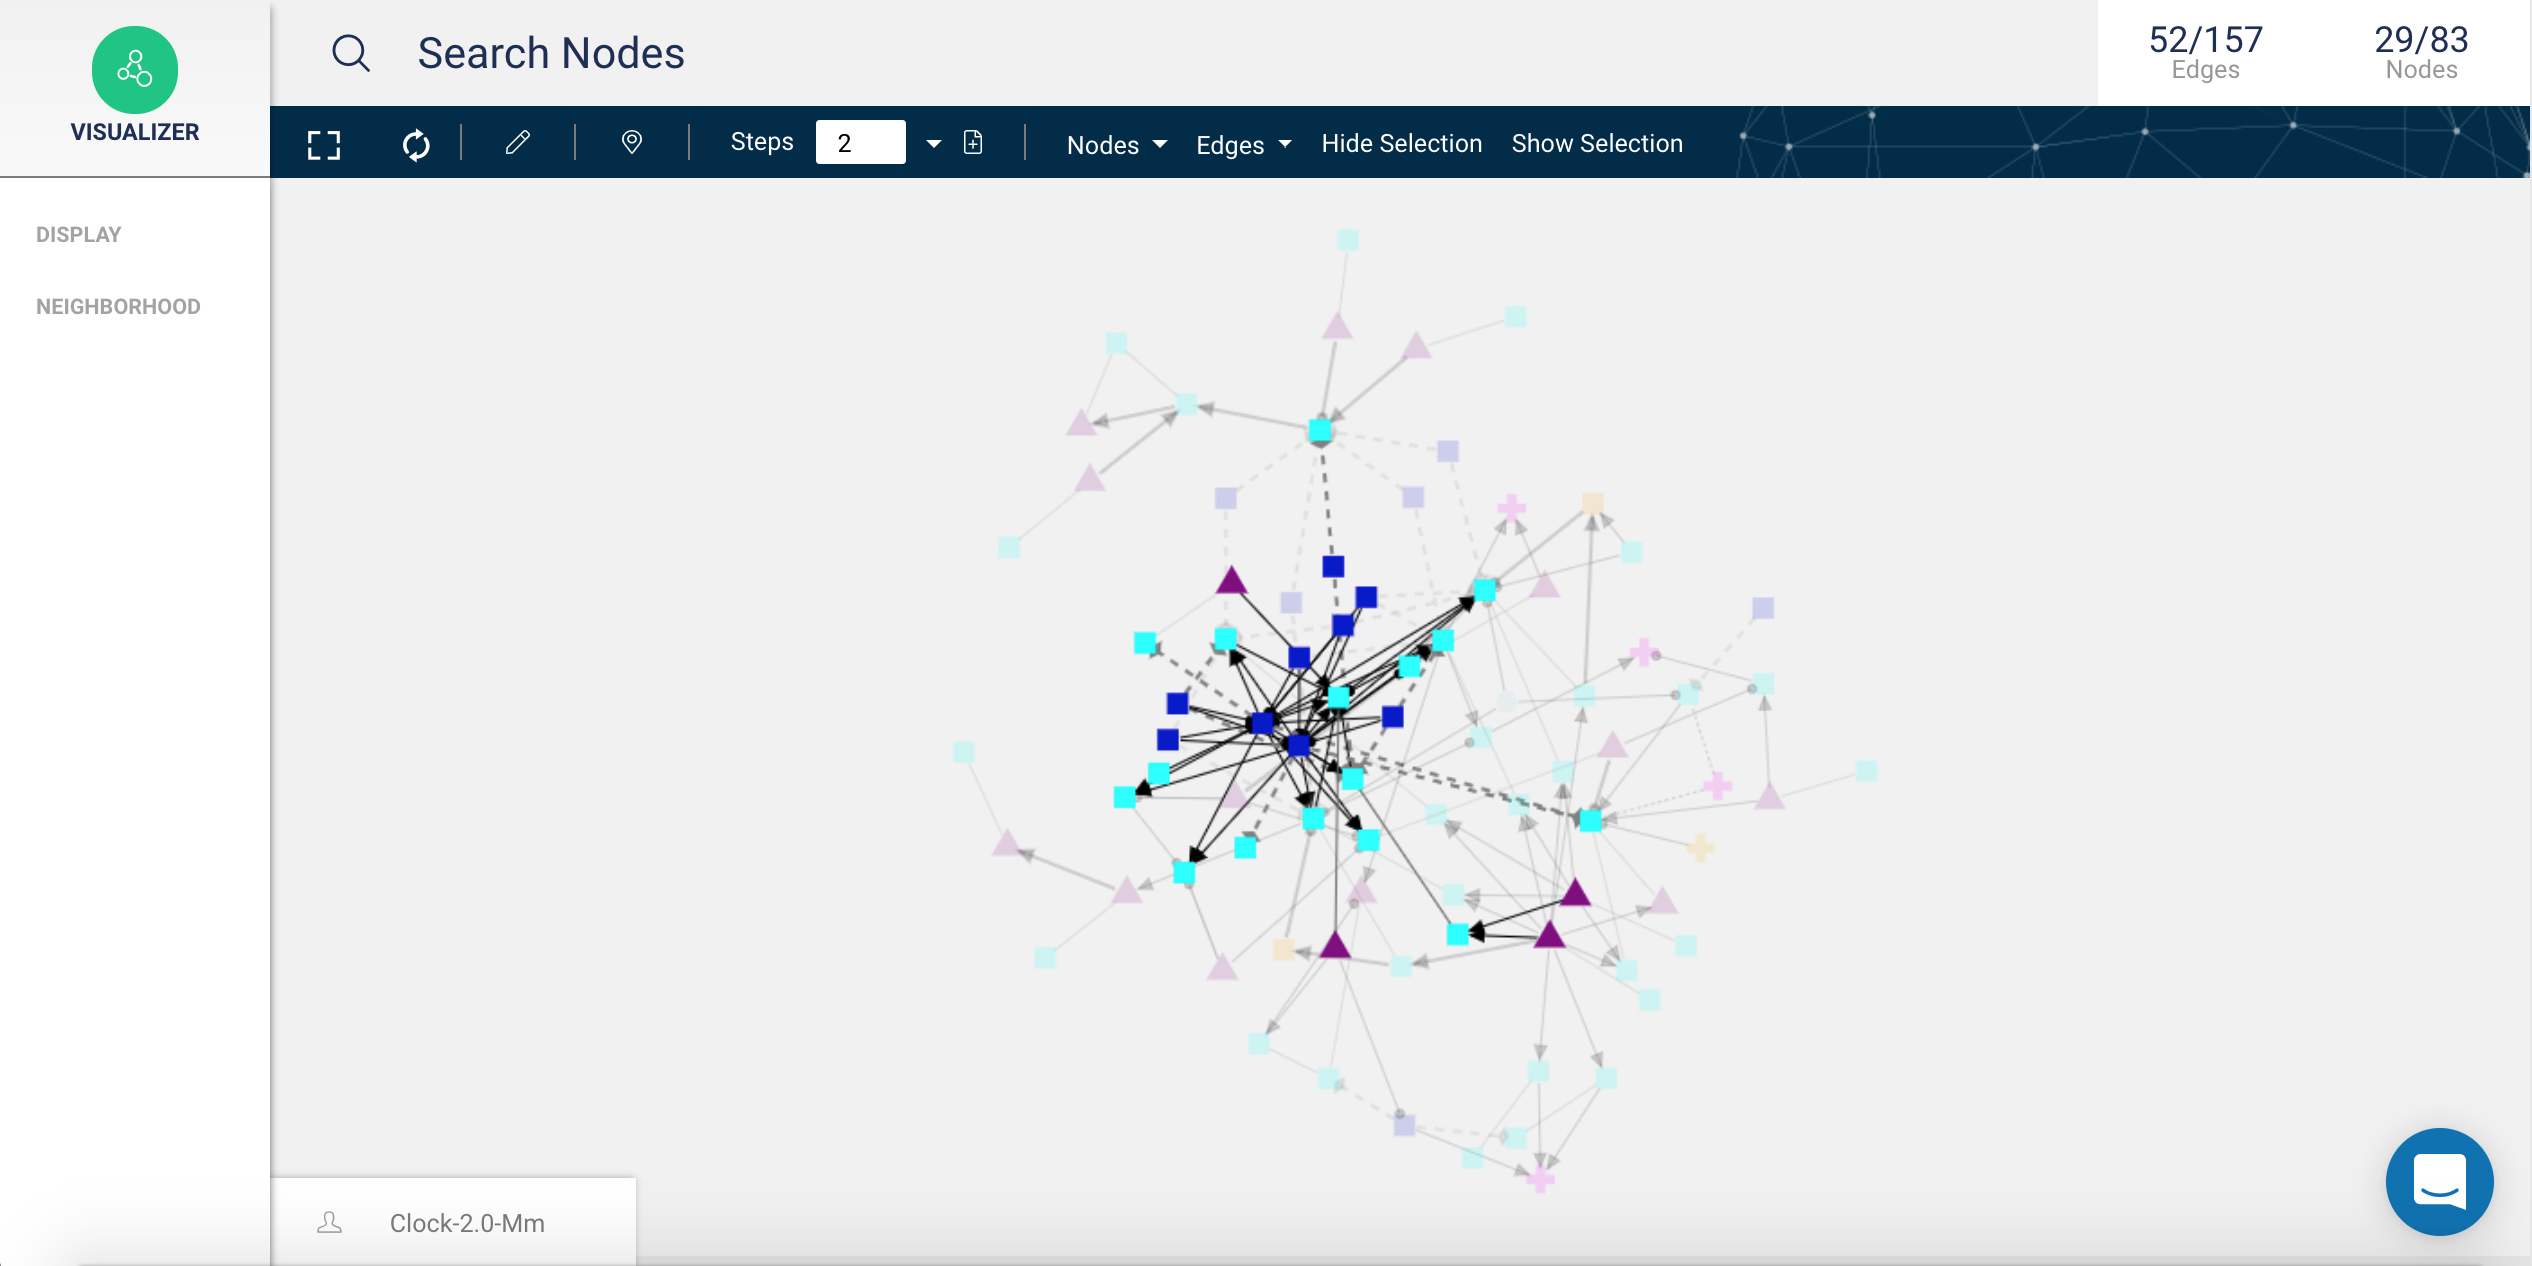 VISUALIZER
Search Nodes
52/157
Edges
29/83
Nodes
Steps 2 Nodes Edges Hide Selection Show Selection
DISPLAY
NEIGHBORHOOD
Clock-2.0-Mm